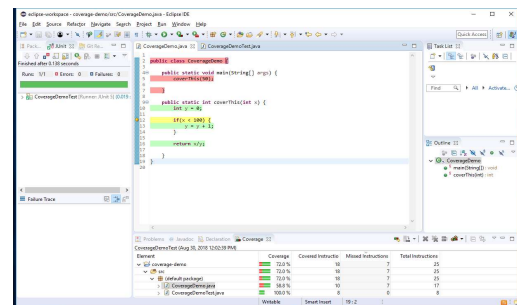 eclipse-workspace - coverage-demo/src/CoverageDemo.java - Eclipse IDE
File Edit Source Refactor Navigate Search Project Run Window Help
Quick Access
JUnit
CoverageDemo.java
CoverageDemoTest.java
Task List
Finished after 0.138 seconds
Runs: 1/1 Errors: 0 Failures: 0
CoverageDemoTest [Runner: JUnit 5]
public class CoverageDemo {
public static void main(String[] args) {
coverThis(50);
}
public static int coverThis(int x) {
int y = 0;
if(x < 100) {
y = y + 1;
}
return x/y;
}
}
Find All Activate...
Outline
CoverageDemo
main(String[]) : void
coverThis(int) : int
Failure Trace
Problems Javadoc Declaration Coverage
CoverageDemoTest (Aug 30, 2018 12:02:39 PM)
Element Coverage Covered Instructio Missed Instructions Total Instructions
coverage-demo 72.0 % 18 7 25
src 72.0 % 18 7 25
(default package) 72.0 % 18 7 25
CoverageDemo.java 58.8 % 10 7 17
CoverageDemoTest.java 100.0 % 8 0 8
Writable Smart Insert 19 : 2